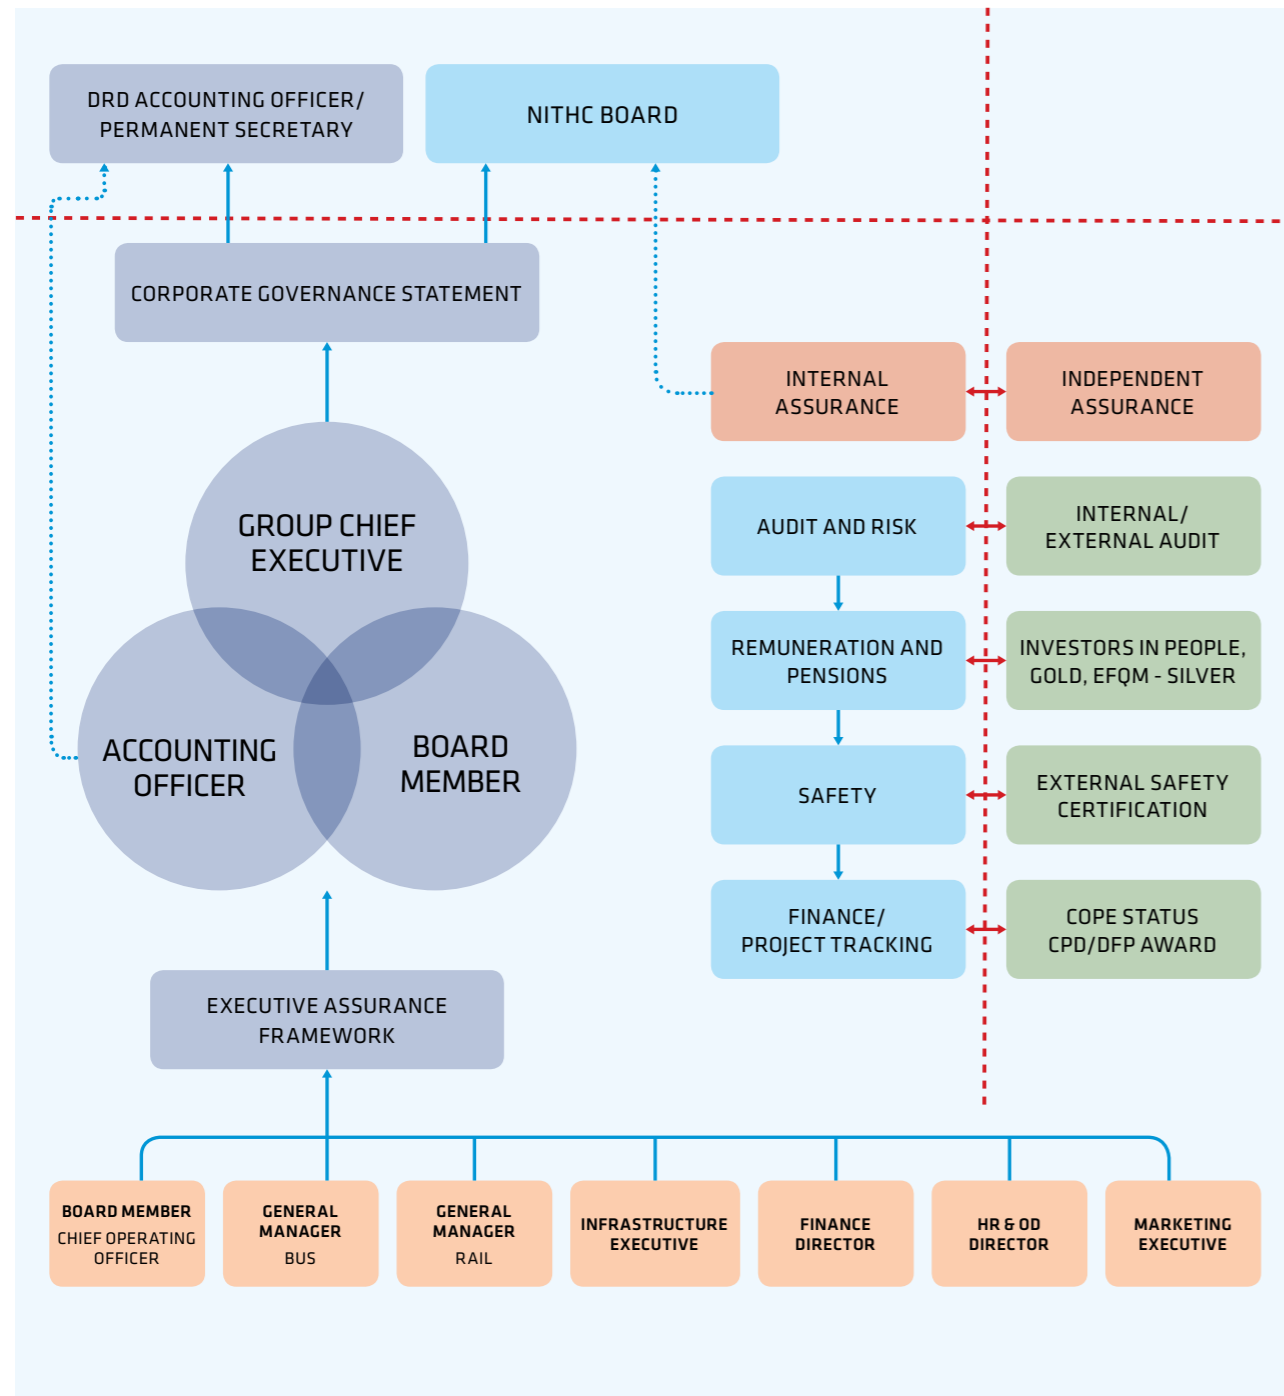 DRD ACCOUNTING OFFICER/
PERMANENT SECRETARY
NITHC BOARD
CORPORATE GOVERNANCE STATEMENT
INTERNAL
ASSURANCE
INDEPENDENT
ASSURANCE
GROUP CHIEF
EXECUTIVE
AUDIT AND RISK
INTERNAL/
EXTERNAL AUDIT
REMUNERATION AND
PENSIONS
INVESTORS IN PEOPLE,
GOLD, EFQM - SILVER
ACCOUNTING
OFFICER
BOARD
MEMBER
SAFETY
EXTERNAL SAFETY
CERTIFICATION
FINANCE/
PROJECT TRACKING
COPE STATUS
CPD/DFP AWARD
EXECUTIVE ASSURANCE
FRAMEWORK
BOARD MEMBER
CHIEF OPERATING
OFFICER
GENERAL
MANAGER
BUS
GENERAL
MANAGER
RAIL
INFRASTRUCTURE
EXECUTIVE
FINANCE
DIRECTOR
HR & OD
DIRECTOR
MARKETING
EXECUTIVE